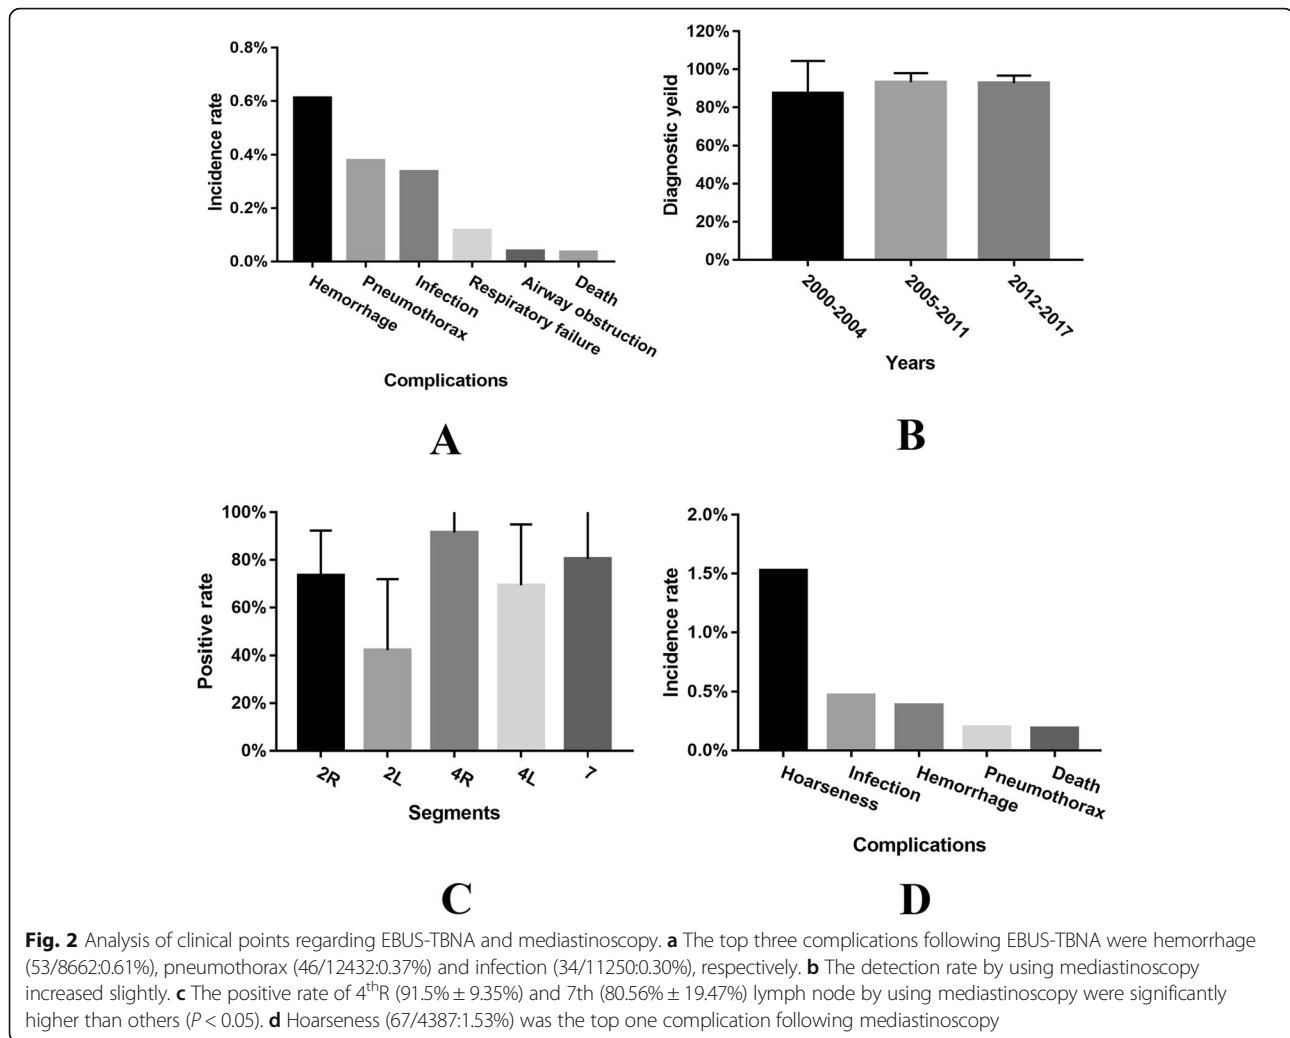 0.8%
0.6%
0.4%
0.2%
0.0%
Incidence rate
Hemorrhage
Pneumothorax
Infection
Respiratory failure
Airway obstruction
Death
Complications
A
120%
100%
80%
60%
40%
20%
0%
Diagnostic yeild
2000-2004
2005-2011
2012-2017
Years
B
100%
80%
60%
40%
20%
0%
Positive rate
2R
2L
4R
4L
7
Segments
C
2.0%
1.5%
1.0%
0.5%
0.0%
Incidence rate
Hoarseness
Infection
Hemorrhage
Pneumothorax
Death
Complications
D
Fig. 2 Analysis of clinical points regarding EBUS-TBNA and mediastinoscopy. a The top three complications following EBUS-TBNA were hemorrhage
(53/8662:0.61%), pneumothorax (46/12432:0.37%) and infection (34/11250:0.30%), respectively. b The detection rate by using mediastinoscopy
increased slightly. c The positive rate of 4thR (91.5% ± 9.35%) and 7th (80.56% ± 19.47%) lymph node by using mediastinoscopy were significantly
higher than others (P < 0.05). d Hoarseness (67/4387:1.53%) was the top one complication following mediastinoscopy